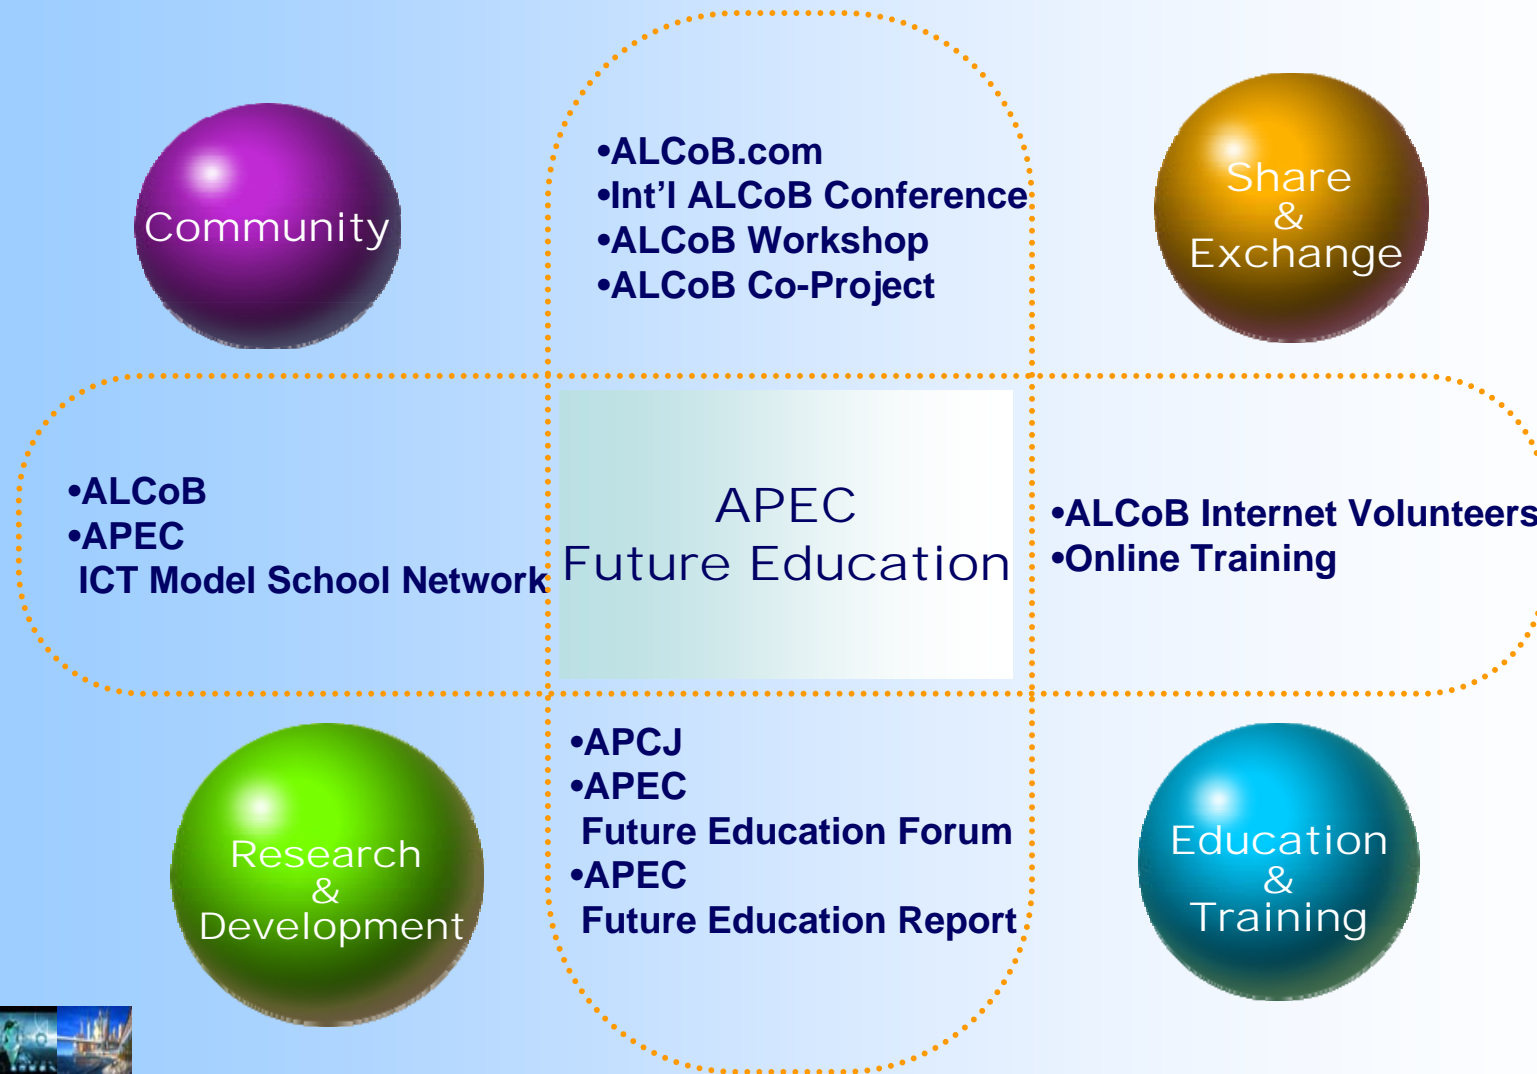 Community
•ALCoB.com
•Int’l ALCoB Conference
•ALCoB Workshop
•ALCoB Co-Project
Share
&
Exchange
•ALCoB
•APEC
ICT Model School Network
APEC
Future Education
•ALCoB Internet Volunteers
•Online Training
Research
&
Development
•APCJ
•APEC
Future Education Forum
•APEC
Future Education Report
Education
&
Training